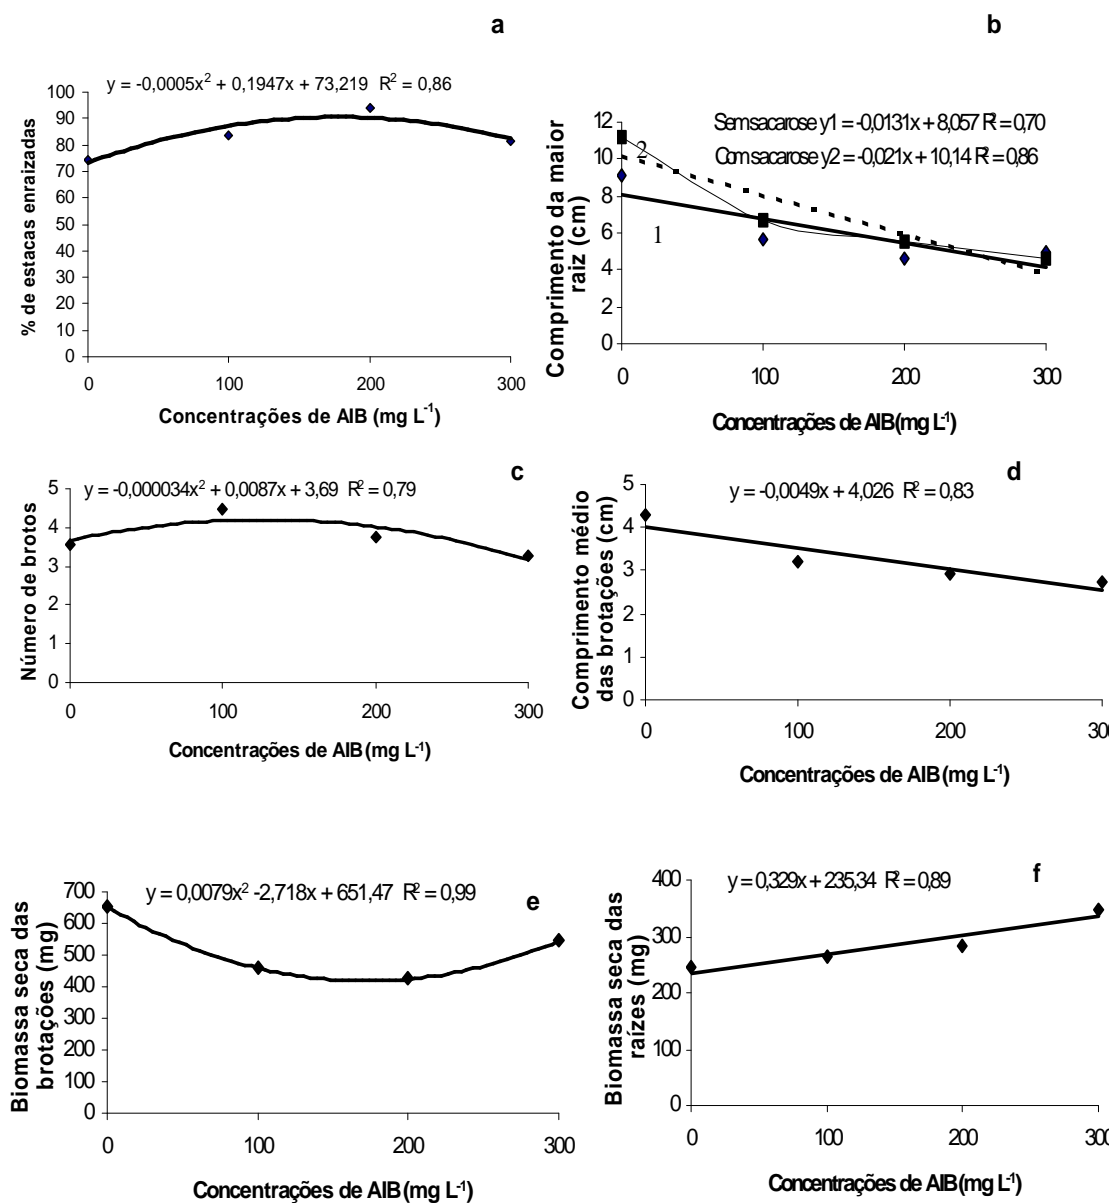 a
y = -0,0005x² + 0,1947x + 73,219 R² = 0,86
% de estacas enraizadas
100
90
80
70
60
50
40
30
20
10
0
0 100 200 300
Concentrações de AIB (mg L⁻¹)
b
Sem sacarose y1 = -0,0131x + 8,057 R² = 0,70
Com sacarose y2 = -0,021x + 10,14 R² = 0,86
Comprimento da maior
raiz (cm)
12
10
8
6
4
2
0
2
1
0 100 200 300
Concentrações de AIB (mg L⁻¹)
c
y = -0,000034x² + 0,0087x + 3,69 R² = 0,79
Número de brotos
5
4
3
2
1
0
0 100 200 300
Concentrações de AIB (mg L⁻¹)
d
y = -0,0049x + 4,026 R² = 0,83
Comprimento médio
das brotações (cm)
5
4
3
2
1
0
0 100 200 300
Concentrações de AIB (mg L⁻¹)
e
y = 0,0079x² -2,718x + 651,47 R² = 0,99
Biomassa seca das
brotações (mg)
700
600
500
400
300
200
100
0
0 100 200 300
Concentrações de AIB (mg L⁻¹)
f
y = 0,329x + 235,34 R² = 0,89
Biomassa seca das
raízes (mg)
400
300
200
100
0
0 100 200 300
Concentrações de AIB (mg L⁻¹)